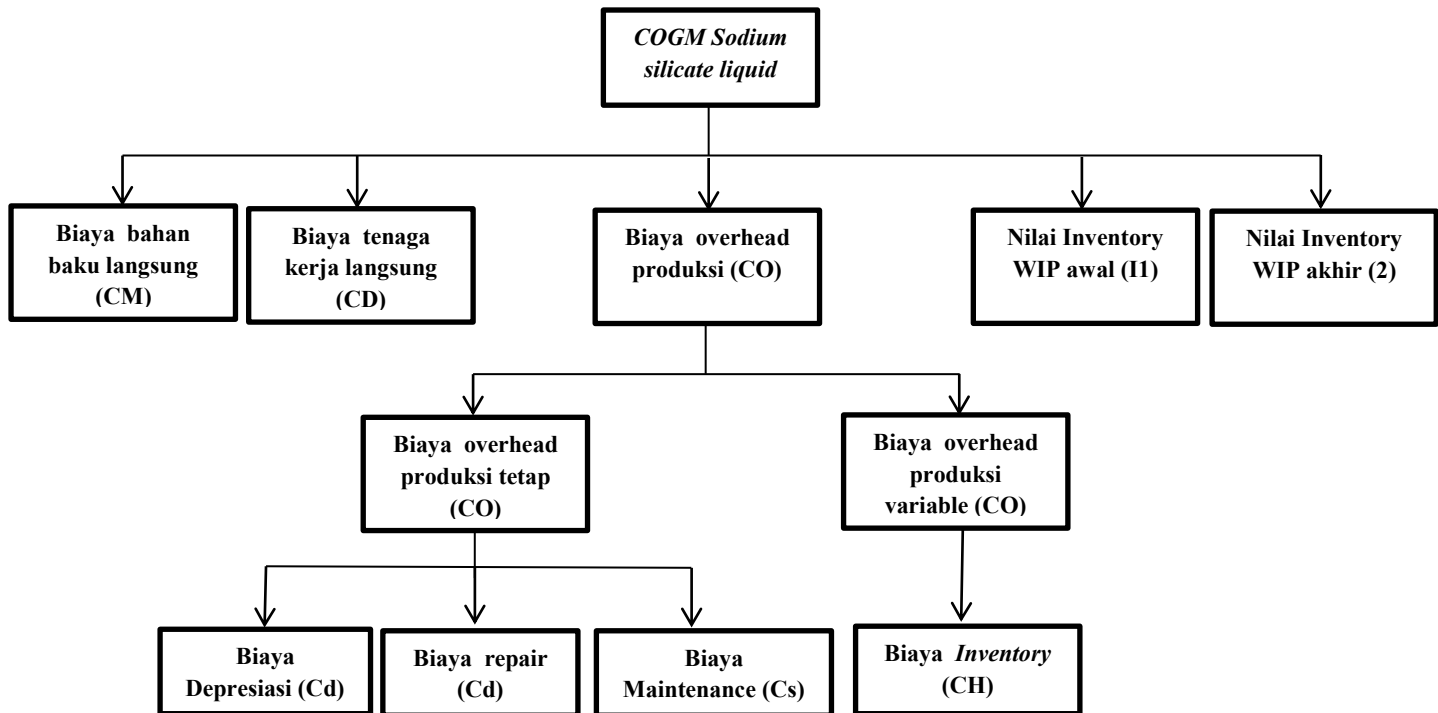 COGM Sodium
silicate liquid
Biaya bahan
baku langsung
(CM)
Biaya tenaga
kerja langsung
(CD)
Biaya overhead
produksi (CO)
Nilai Inventory
WIP awal (I1)
Nilai Inventory
WIP akhir (2)
Biaya overhead
produksi tetap
(CO)
Biaya overhead
produksi
variable (CO)
Biaya
Depresiasi (Cd)
Biaya repair
(Cd)
Biaya
Maintenance (Cs)
Biaya Inventory
(CH)